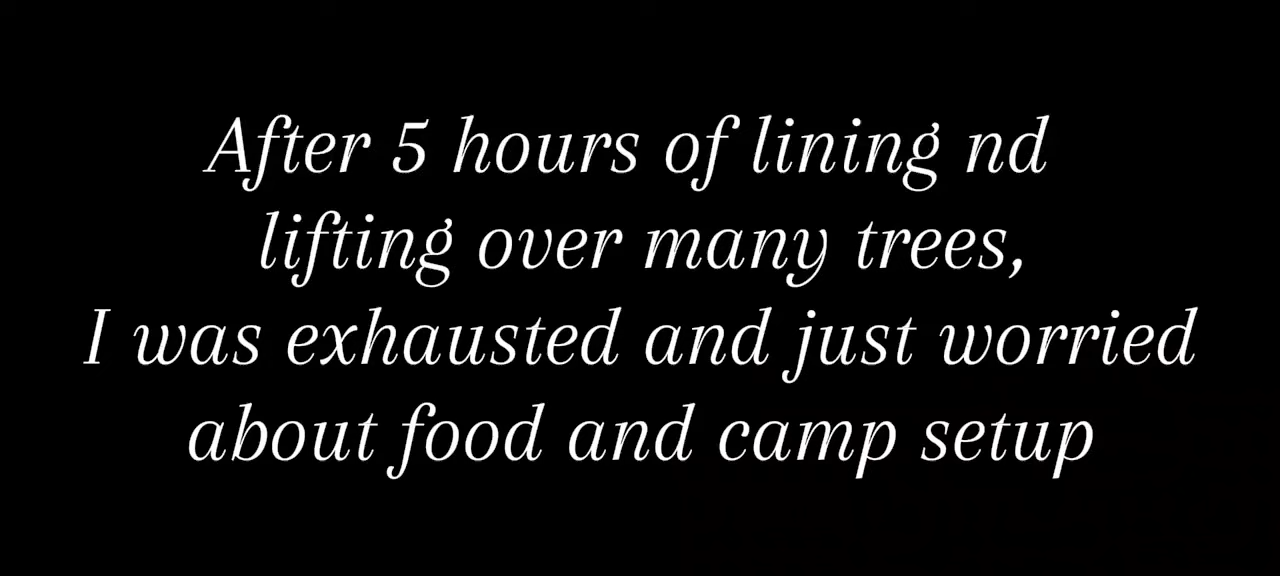 After 5 hours of lining nd
lifting over many trees,
I was exhausted and just worried
about food and camp setup